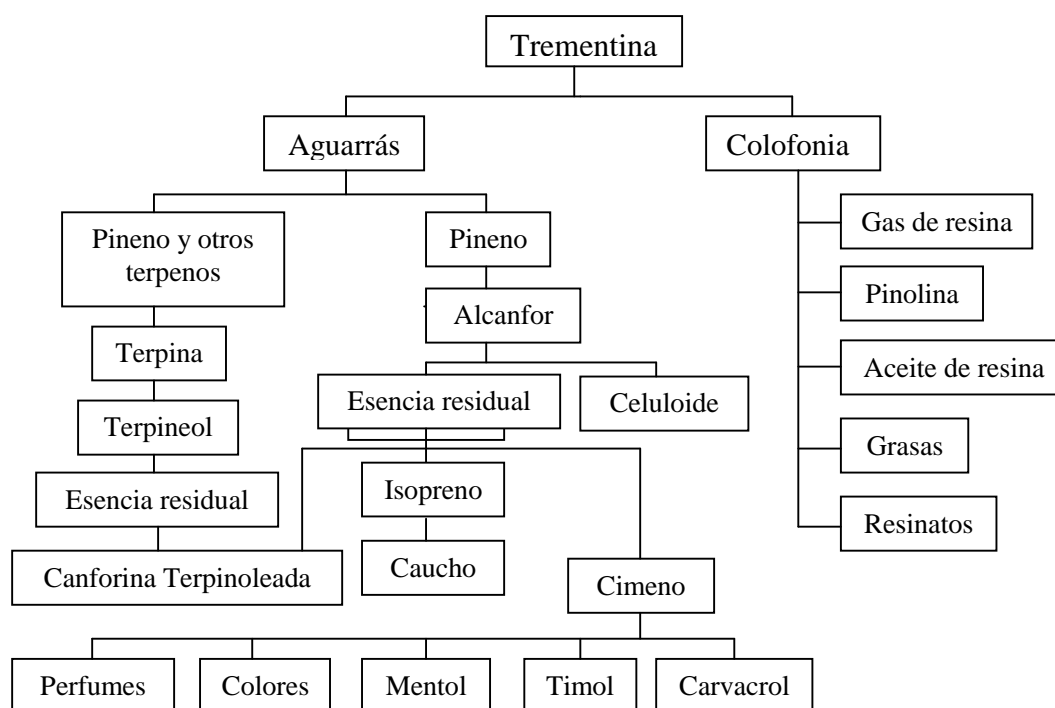 Trementina
Aguarrás
Colofonia
Pineno y otros
terpenos
Pineno
Gas de resina
Alcanfor
Pinolina
Terpina
Aceite de resina
Esencia residual
Celuloide
Terpineol
Grasas
Esencia residual
Isopreno
Resinatos
Canforina Terpinoleada
Caucho
Cimeno
Perfumes
Colores
Mentol
Timol
Carvacrol